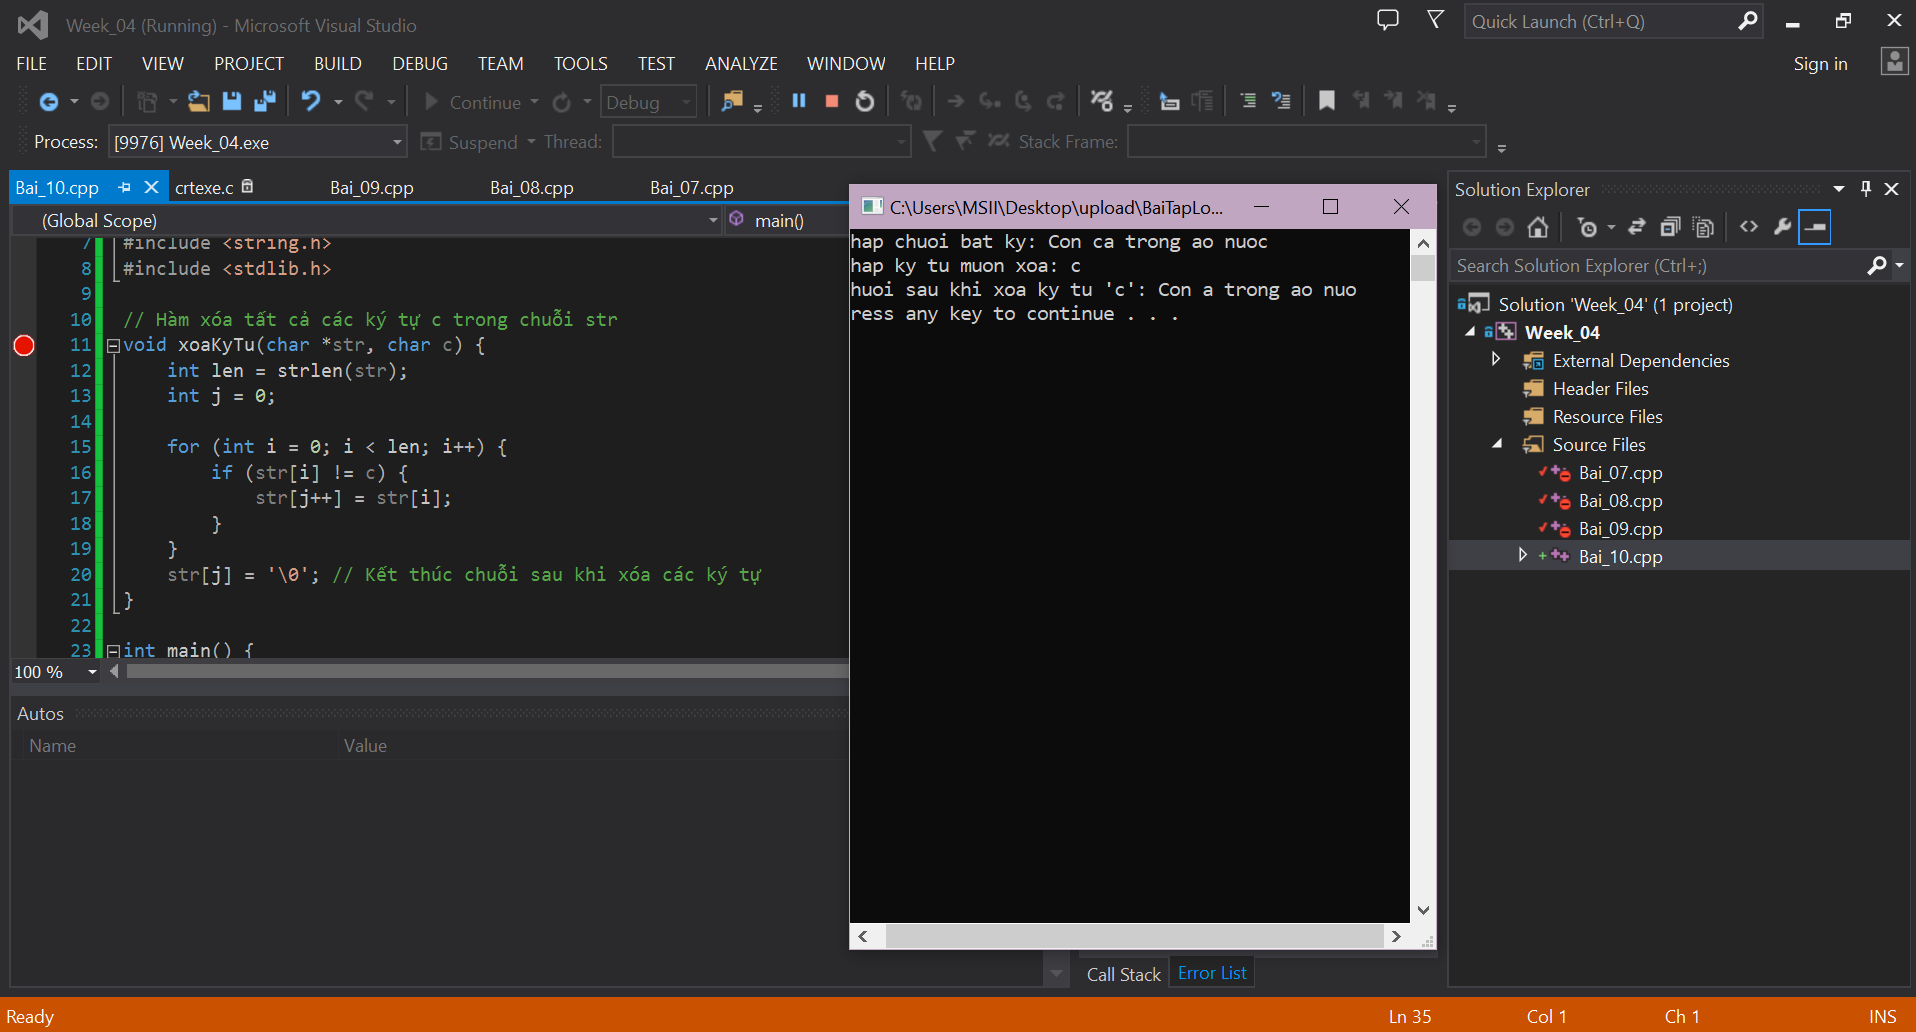 Week_04 (Running) - Microsoft Visual Studio
Quick Launch (Ctrl+Q)
FILE EDIT VIEW PROJECT BUILD DEBUG TEAM TOOLS TEST ANALYZE WINDOW HELP
Sign in
Continue
Debug
Process: [9976] Week_04.exe
Suspend
Thread:
Stack Frame:
Bai_10.cpp
crtexe.c
Bai_09.cpp
Bai_08.cpp
Bai_07.cpp
(Global Scope)
main()
7 #include <string.h>
8 #include <stdlib.h>
9
10 // Hàm xóa tất cả các ký tự c trong chuỗi str
11 void xoaKyTu(char *str, char c) {
12 int len = strlen(str);
13 int j = 0;
14
15 for (int i = 0; i < len; i++) {
16 if (str[i] != c) {
17 str[j++] = str[i];
18 }
19 }
20 str[j] = '\0'; // Kết thúc chuỗi sau khi xóa các ký tự
21 }
22
23 int main() {
100 %
Autos
Name Value
C:\Users\MSII\Desktop\upload\BaiTapLo...
hap chuoi bat ky: Con ca trong ao nuoc
hap ky tu muon xoa: c
huoi sau khi xoa ky tu 'c': Con a trong ao nuo
ress any key to continue . . .
Call Stack
Error List
Solution Explorer
Search Solution Explorer (Ctrl+;)
Solution 'Week_04' (1 project)
Week_04
External Dependencies
Header Files
Resource Files
Source Files
Bai_07.cpp
Bai_08.cpp
Bai_09.cpp
Bai_10.cpp
Ready
Ln 35 Col 1 Ch 1 INS